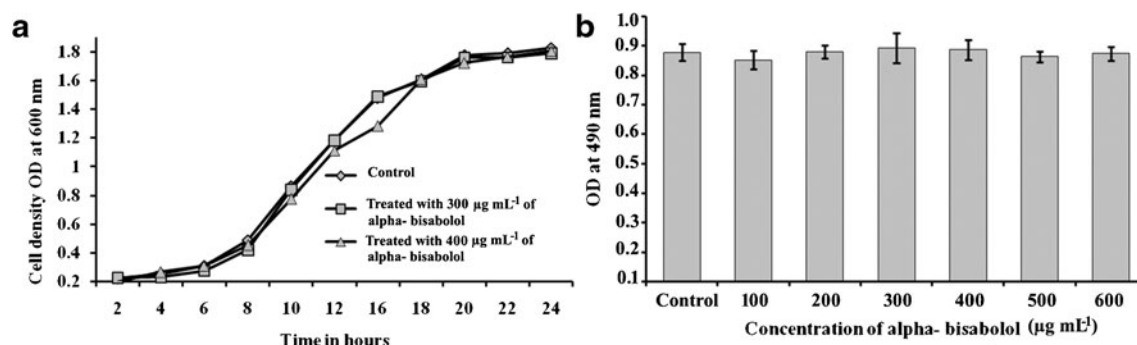 a
Cell density OD at 600 nm
1.8
1.6
1.4
1.2
1
0.8
0.6
0.4
0.2
Control
Treated with 300 µg mL-1 of
alpha- bisabolol
Treated with 400 µg mL-1 of
alpha- bisabolol
2 4 6 8 10 12 16 18 20 22 24
Time in hours
b
OD at 490 nm
1.0
0.9
0.8
0.7
0.6
0.5
0.4
0.3
0.2
0.1
Control 100 200 300 400 500 600
Concentration of alpha- bisabolol (µg mL-1)